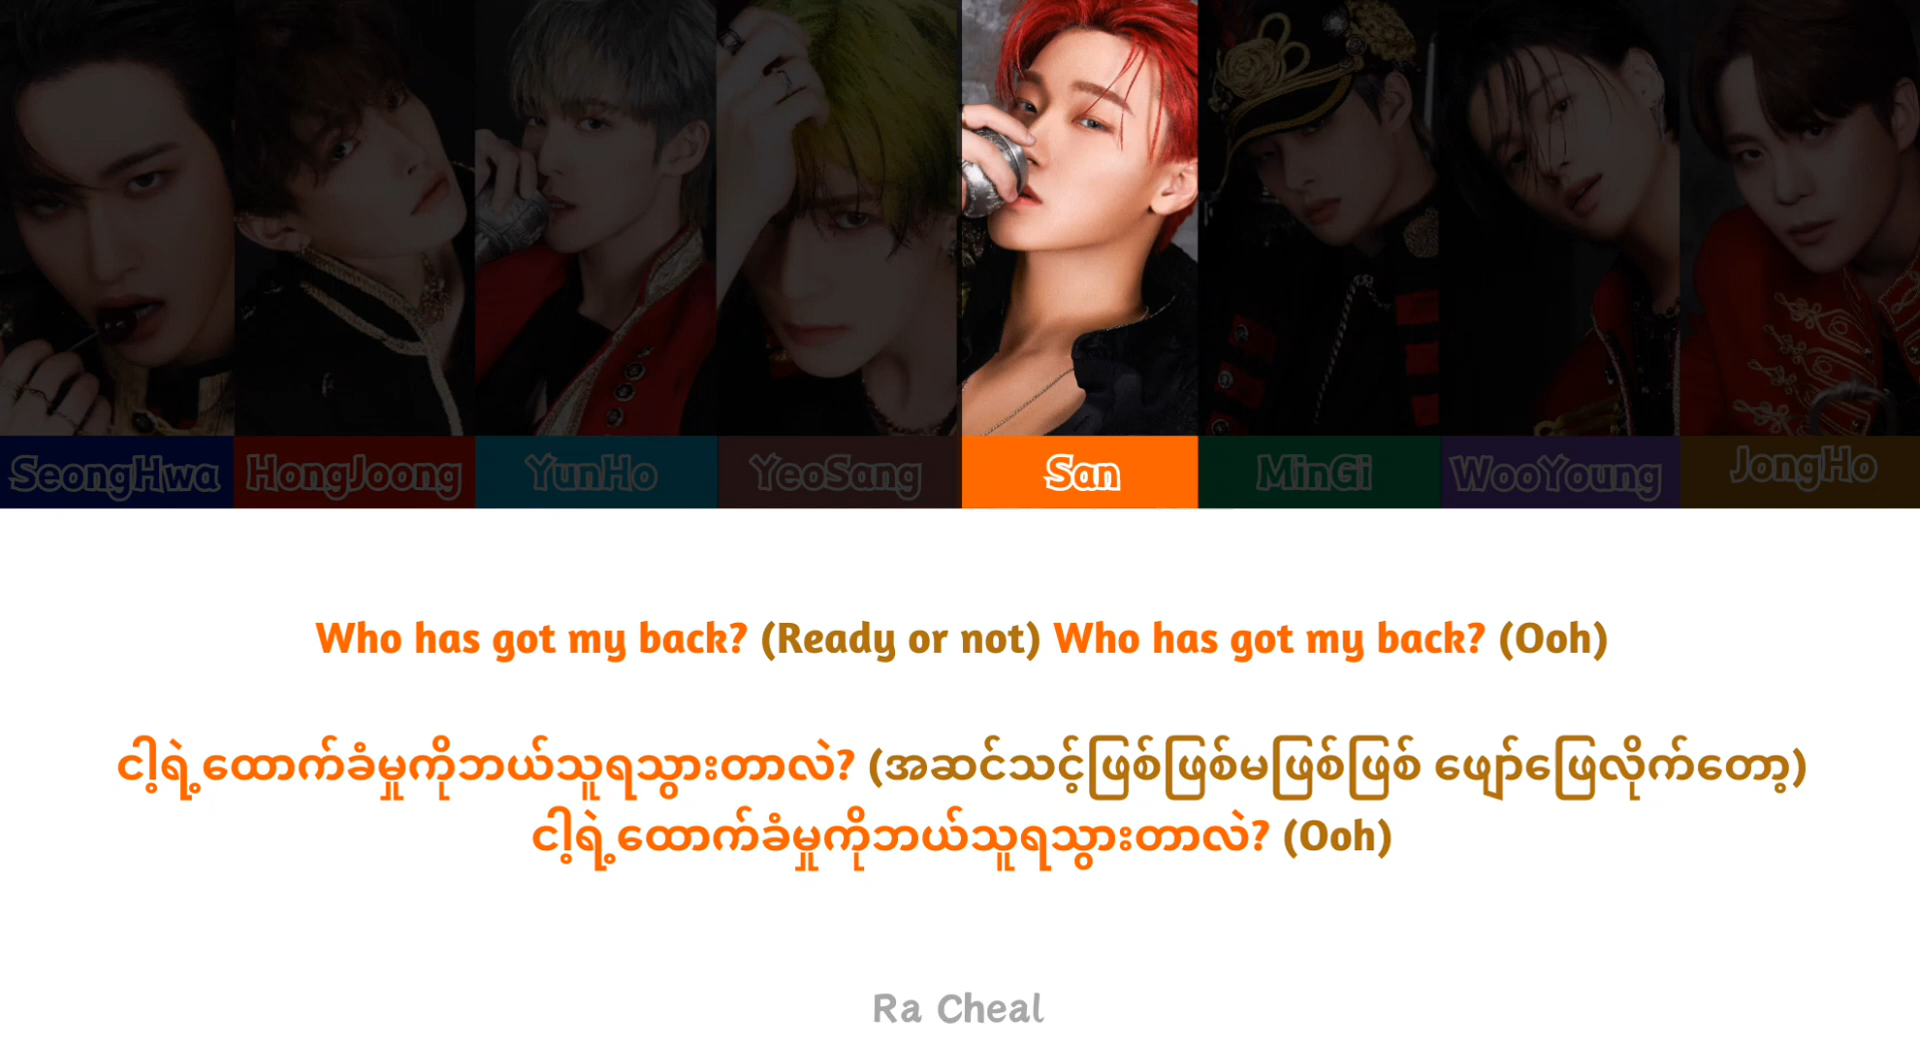 SeongHwa HongJoong YunHo YeoSang San MinGi WooYoung JongHo
Who has got my back? (Ready or not) Who has got my back? (Ooh)
ငါ့ရဲ့ထောက်ခံမှုကိုဘယ်သူရသွားတာလဲ? (အဆင်သင့်ဖြစ်ဖြစ်မဖြစ်ဖြစ် ဖျော်ဖြေလိုက်တော့)
ငါ့ရဲ့ထောက်ခံမှုကိုဘယ်သူရသွားတာလဲ? (Ooh)
Ra Cheal